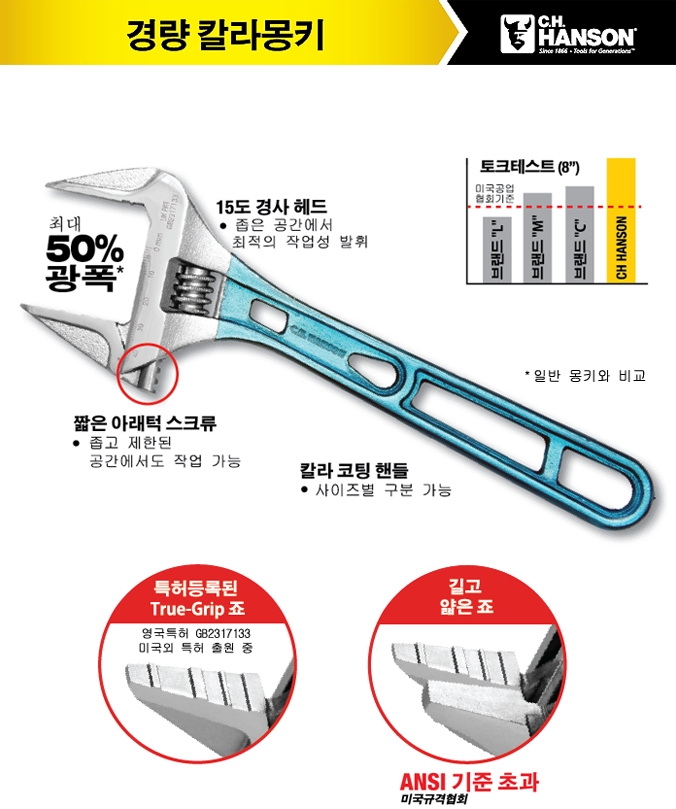 경량 칼라몽키
C.H.
HANSON
Since 1866 • Tools for Generations™
최대
50%
광폭*
15도 경사 헤드
• 좁은 공간에서
최적의 작업성 발휘
토크테스트 (8")
미국공업
협회기준
브랜드"L"
브랜드"M"
브랜드"C"
CH HANSON
GB2317133
C.H. HANSON
*일반 몽키와 비교
짧은 아래턱 스크류
• 좁고 제한된
공간에서도 작업 가능
칼라 코팅 핸들
• 사이즈별 구분 가능
특허등록된
True-Grip 죠
영국특허 GB2317133
미국외 특허 출원 중
길고
얇은 죠
ANSI 기준 초과
미국규격협회